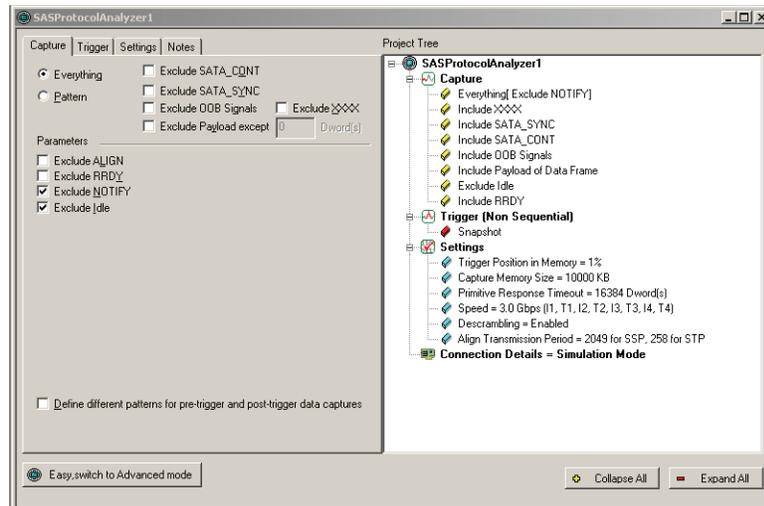 SASProtocolAnalyzer1
Capture
Trigger
Settings
Notes
Everything
Pattern
Exclude SATA_CONT
Exclude SATA_SYNC
Exclude OOB Signals
Exclude XXXX
Exclude Payload except
0
Dword(s)
Parameters
Exclude ALIGN
Exclude RRDY
Exclude NOTIFY
Exclude Idle
Define different patterns for pre-trigger and post-trigger data captures
Easy,switch to Advanced mode
Project Tree
SASProtocolAnalyzer1
Capture
Everything[ Exclude NOTIFY]
Include XXXX
Include SATA_SYNC
Include SATA_CONT
Include OOB Signals
Include Payload of Data Frame
Exclude Idle
Include RRDY
Trigger (Non Sequential)
Snapshot
Settings
Trigger Position in Memory = 1%
Capture Memory Size = 10000 KB
Primitive Response Timeout = 16384 Dword(s)
Speed = 3.0 Gbps (I1, T1, I2, T2, I3, T3, I4, T4)
Descrambling = Enabled
Align Transmission Period = 2049 for SSP, 258 for STP
Connection Details = Simulation Mode
Collapse All
Expand All